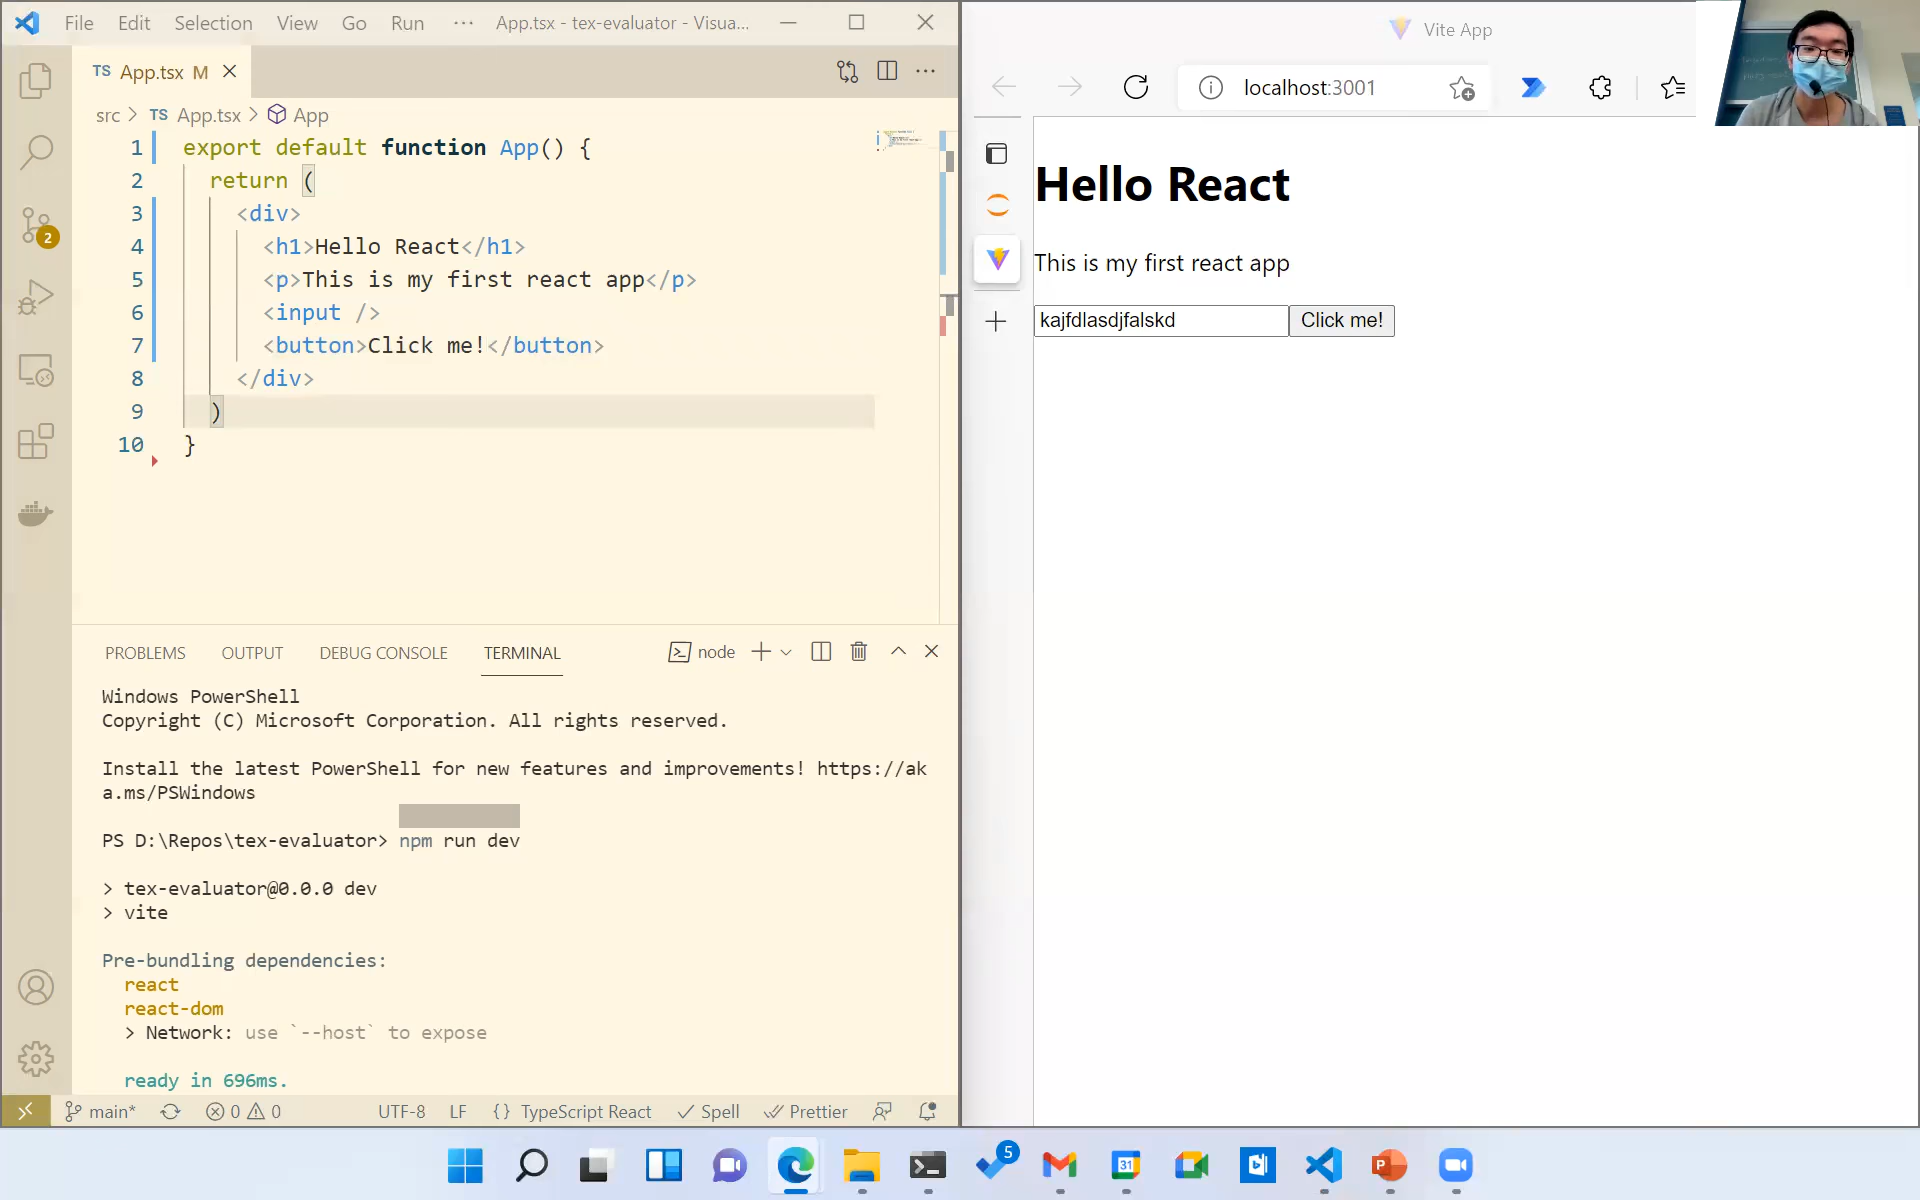 File Edit Selection View Go Run ··· App.tsx - tex-evaluator - Visua...
TS App.tsx M
src > TS App.tsx > App
1 export default function App() {
2 return (
3 <div>
4 <h1>Hello React</h1>
5 <p>This is my first react app</p>
6 <input />
7 <button>Click me!</button>
8 </div>
9 )
10 }
2
PROBLEMS OUTPUT DEBUG CONSOLE TERMINAL node
Windows PowerShell
Copyright (C) Microsoft Corporation. All rights reserved.
Install the latest PowerShell for new features and improvements! https://ak
a.ms/PSWindows
PS D:\Repos\tex-evaluator> npm run dev
> tex-evaluator@0.0.0 dev
> vite
Pre-bundling dependencies:
react
react-dom
> Network: use `--host` to expose
ready in 696ms.
main* 0 0 UTF-8 LF {} TypeScript React Spell Prettier
Vite App
localhost:3001
Hello React
This is my first react app
kajfdlasdjfalskd Click me!
5
31
P